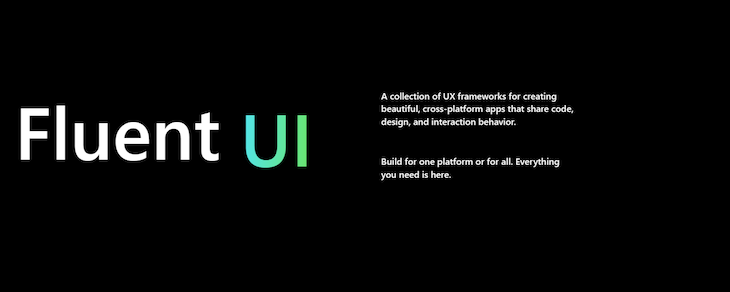 Fluent UI
A collection of UX frameworks for creating
beautiful, cross-platform apps that share code,
design, and interaction behavior.
Build for one platform or for all. Everything
you need is here.